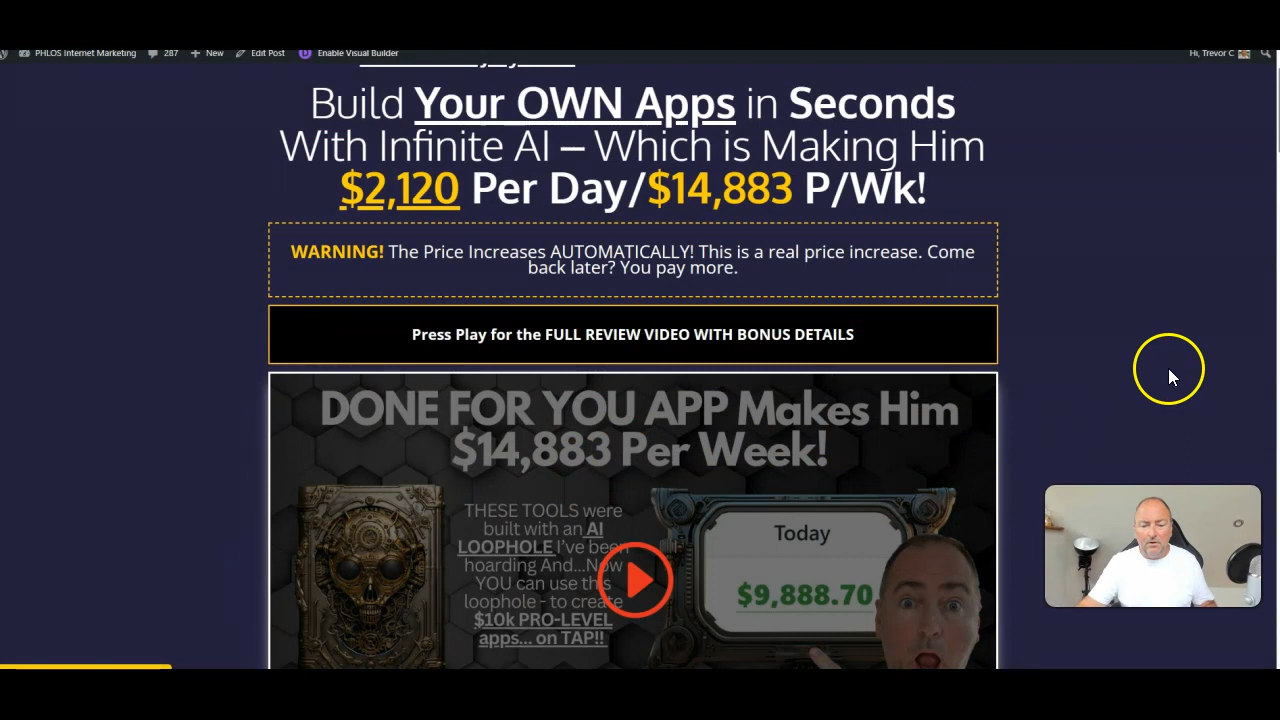 PHLOS Internet Marketing 287 New Edit Post Enable Visual Builder Hi, Trevor C
Build Your OWN Apps in Seconds
With Infinite AI – Which is Making Him
$2,120 Per Day/$14,883 P/Wk!
WARNING! The Price Increases AUTOMATICALLY! This is a real price increase. Come
back later? You pay more.
Press Play for the FULL REVIEW VIDEO WITH BONUS DETAILS
DONE FOR YOU APP Makes Him
$14,883 Per Week!
THESE TOOLS were
built with an AI
LOOPHOLE I've been
hoarding And...Now
YOU can use this
loophole - to create
$10k PRO-LEVEL
apps... on TAP!!
Today
$9,888.70